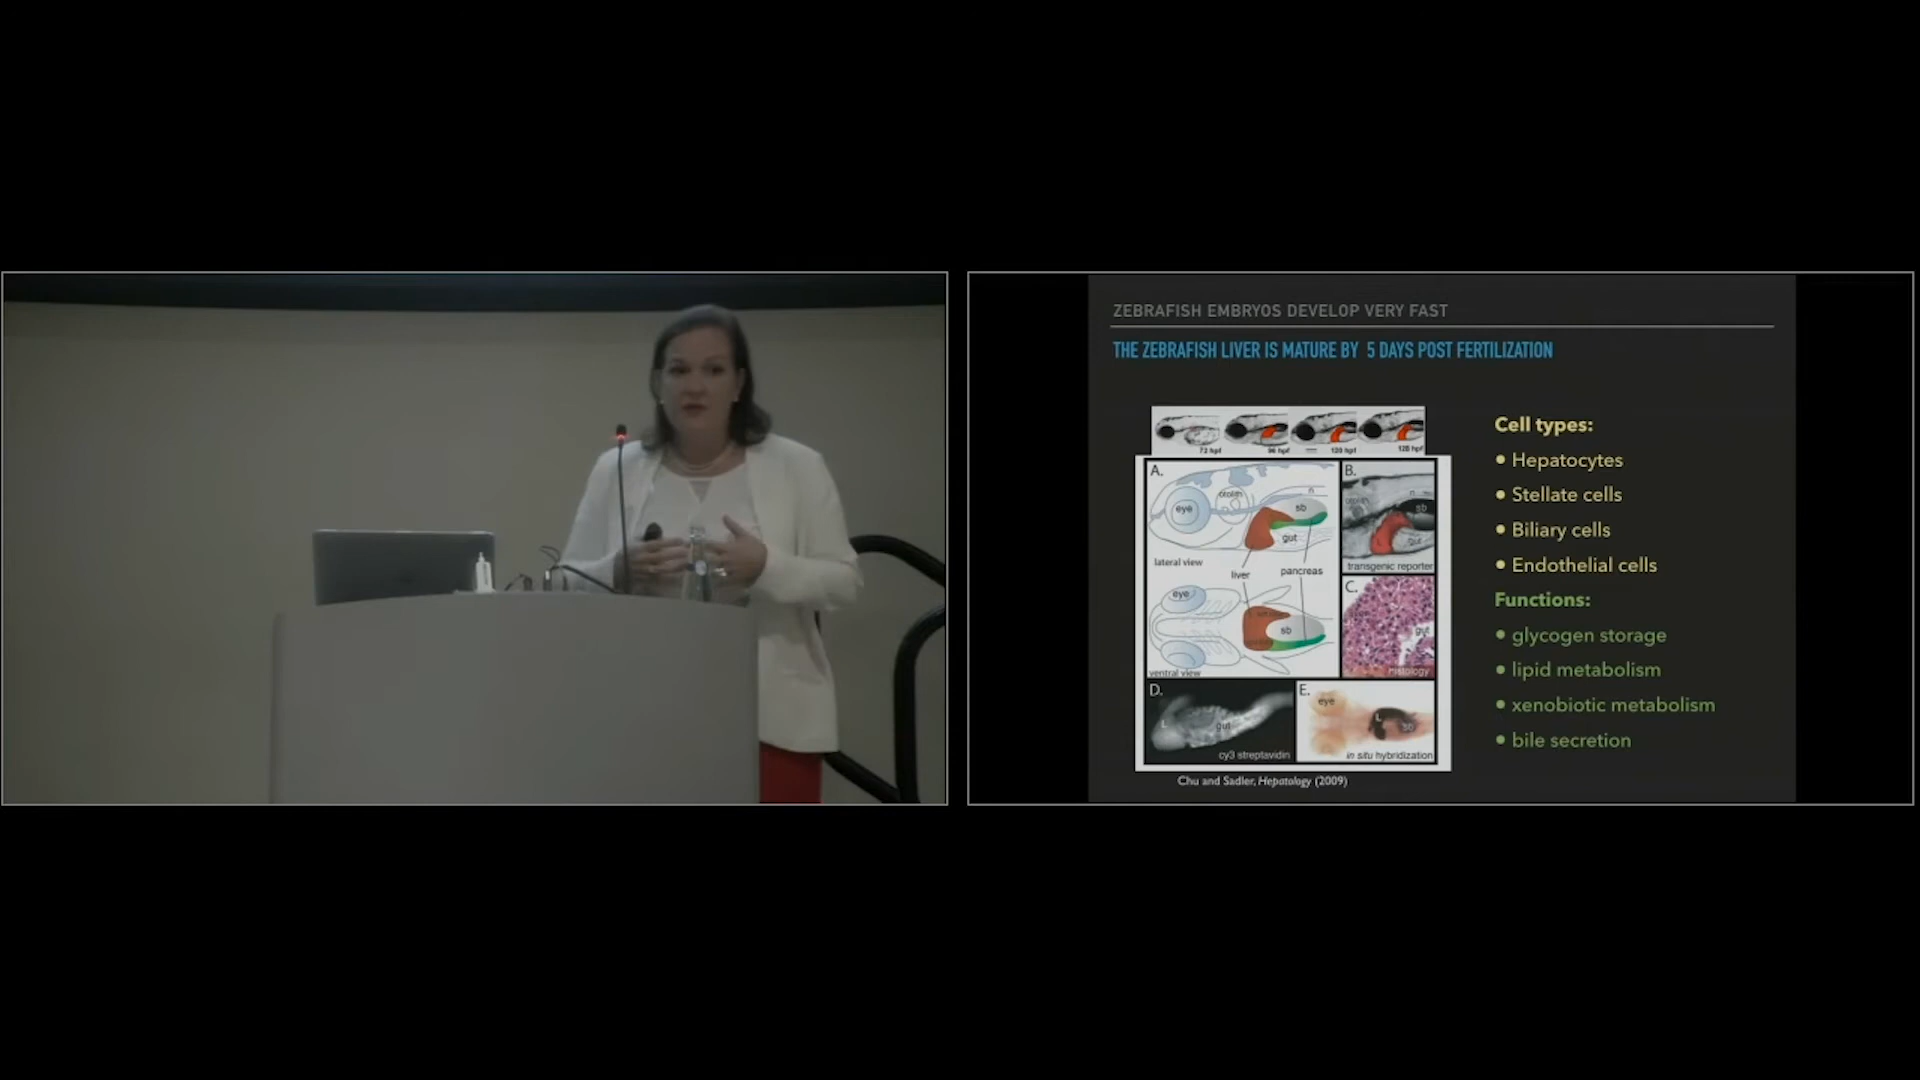 ZEBRAFISH EMBRYOS DEVELOP VERY FAST
THE ZEBRAFISH LIVER IS MATURE BY 5 DAYS POST FERTILIZATION
72 hpf
96 hpf
120 hpf
128 hpf
A.
eye
otolith
n
sb
gut
lateral view
liver
pancreas
eye
sb
ventral view
B.
otolith
n
sb
gut
transgenic reporter
C.
gut
histology
D.
L
gut
cy3 streptavidin
E.
eye
L
sb
in situ hybridization
Chu and Sadler, Hepatology (2009)
Cell types:
• Hepatocytes
• Stellate cells
• Biliary cells
• Endothelial cells
Functions:
• glycogen storage
• lipid metabolism
• xenobiotic metabolism
• bile secretion